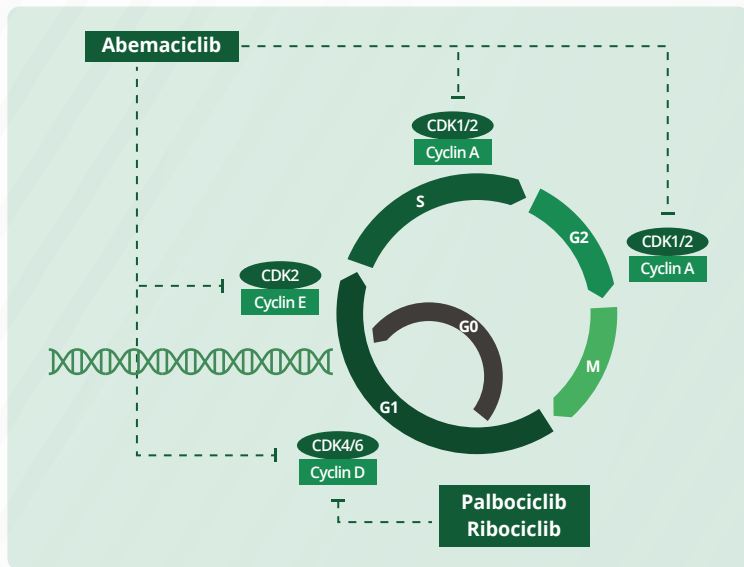 Abemaciclib
CDK1/2
Cyclin A
S
G2
CDK1/2
Cyclin A
CDK2
Cyclin E
G0
M
G1
CDK4/6
Cyclin D
Palbociclib
Ribociclib